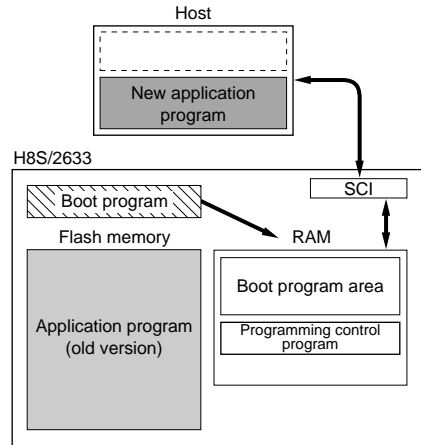 Host
New application
program
H8S/2633
SCI
Boot program
Flash memory
RAM
Boot program area
Application program
(old version)
Programming control
program